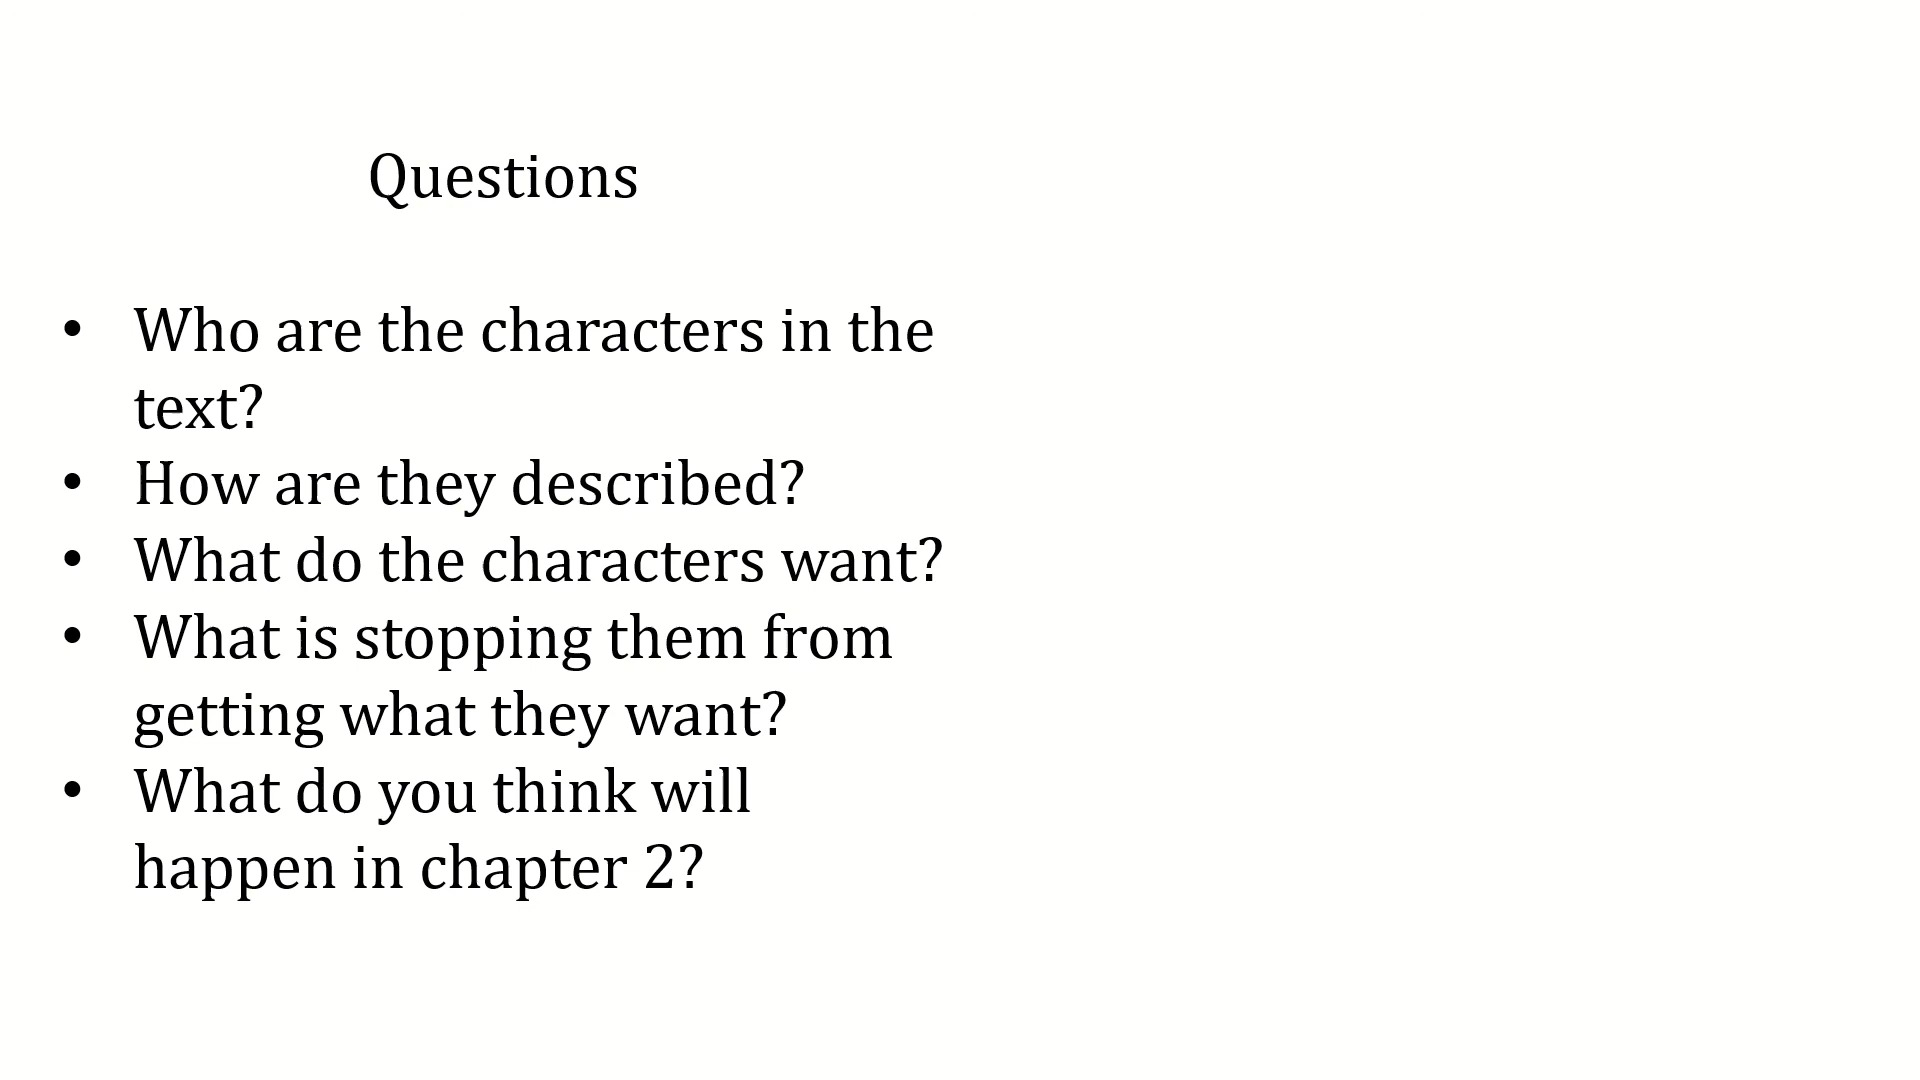 Questions
• Who are the characters in the
text?
• How are they described?
• What do the characters want?
• What is stopping them from
getting what they want?
• What do you think will
happen in chapter 2?